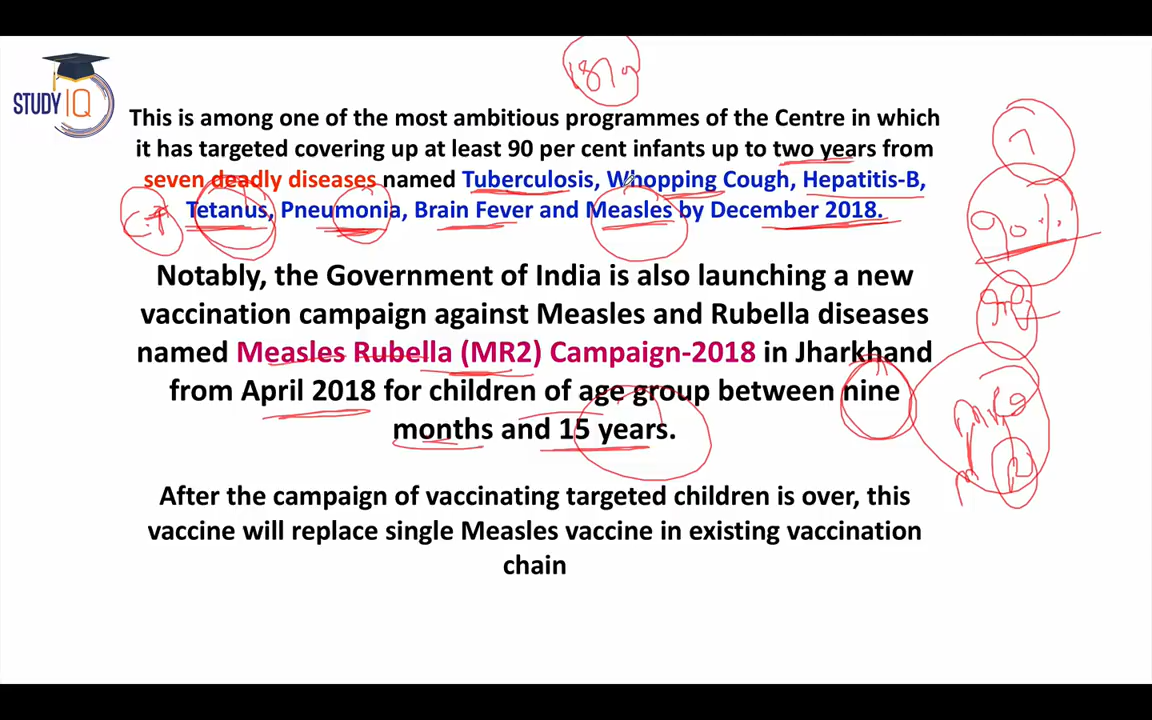 STUDY IQ
This is among one of the most ambitious programmes of the Centre in which
it has targeted covering up at least 90 per cent infants up to two years from
seven deadly diseases named Tuberculosis, Whopping Cough, Hepatitis-B,
Tetanus, Pneumonia, Brain Fever and Measles by December 2018.
Notably, the Government of India is also launching a new
vaccination campaign against Measles and Rubella diseases
named Measles Rubella (MR2) Campaign-2018 in Jharkhand
from April 2018 for children of age group between nine
months and 15 years.
After the campaign of vaccinating targeted children is over, this
vaccine will replace single Measles vaccine in existing vaccination
chain
7
90%